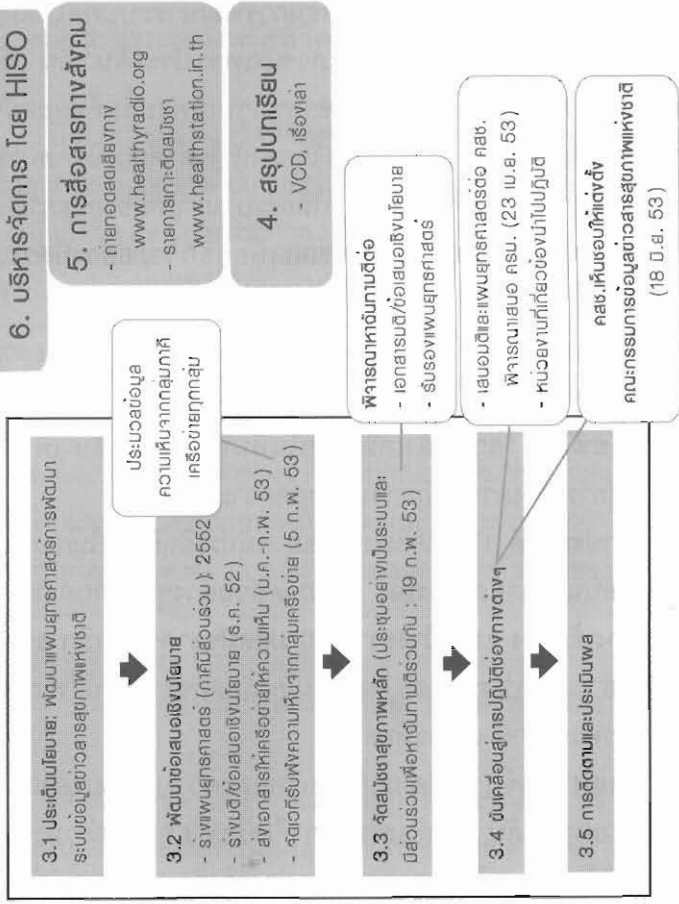 6. บริหารจัดการ โดย HISO
5. การสื่อสารทางสังคม
- ถ่ายทอดสดเสียงทาง
www.healthyradio.org
- รายการเกาะติดสมัชชา
www.healthstation.in.th
4. สรุปบทเรียน
- VCD, เรื่องเล่า
3.1 ประเด็นนโยบาย: พัฒนาแผนยุทธศาสตร์การพัฒนา
ระบบข้อมูลข่าวสารสุขภาพแห่งชาติ
3.2 พัฒนาข้อเสนอเชิงนโยบาย
- ร่างแผนยุทธศาสตร์ (ภาคีมีส่วนร่วม): 2552
- ร่างมติ/ข้อเสนอเชิงนโยบาย (ธ.ค. 52)
- ส่งเอกสารให้เครือข่ายให้ความเห็น (ม.ค.-ก.พ. 53)
- จัดเวทีรับฟังความเห็นจากกลุ่มเครือข่าย (5 ก.พ. 53)
ประมวลข้อมูล
ความเห็นจากกลุ่มภาคี
เครือข่ายทุกกลุ่ม
3.3 จัดสมัชชาสุขภาพหลัก (ประชุมอย่างเป็นระบบและ
มีส่วนร่วมเพื่อหาฉันทามติร่วมกัน : 19 ก.พ. 53)
พิจารณาหาฉันทามติต่อ
- เอกสารมติ/ข้อเสนอเชิงนโยบาย
- รับรองแผนยุทธศาสตร์
3.4 ขับเคลื่อนสู่การปฏิบัติช่องทางต่างๆ
- เสนอมติและแผนยุทธศาสตร์ต่อ คสช.
พิจารณาเสนอ ครม. (23 เม.ย. 53)
- หน่วยงานที่เกี่ยวข้องนำไปปฏิบัติ
คสช.เห็นชอบให้แต่งตั้ง
คณะกรรมการข้อมูลข่าวสารสุขภาพแห่งชาติ
(18 มิ.ย. 53)
3.5 การติดตามและประเมินผล